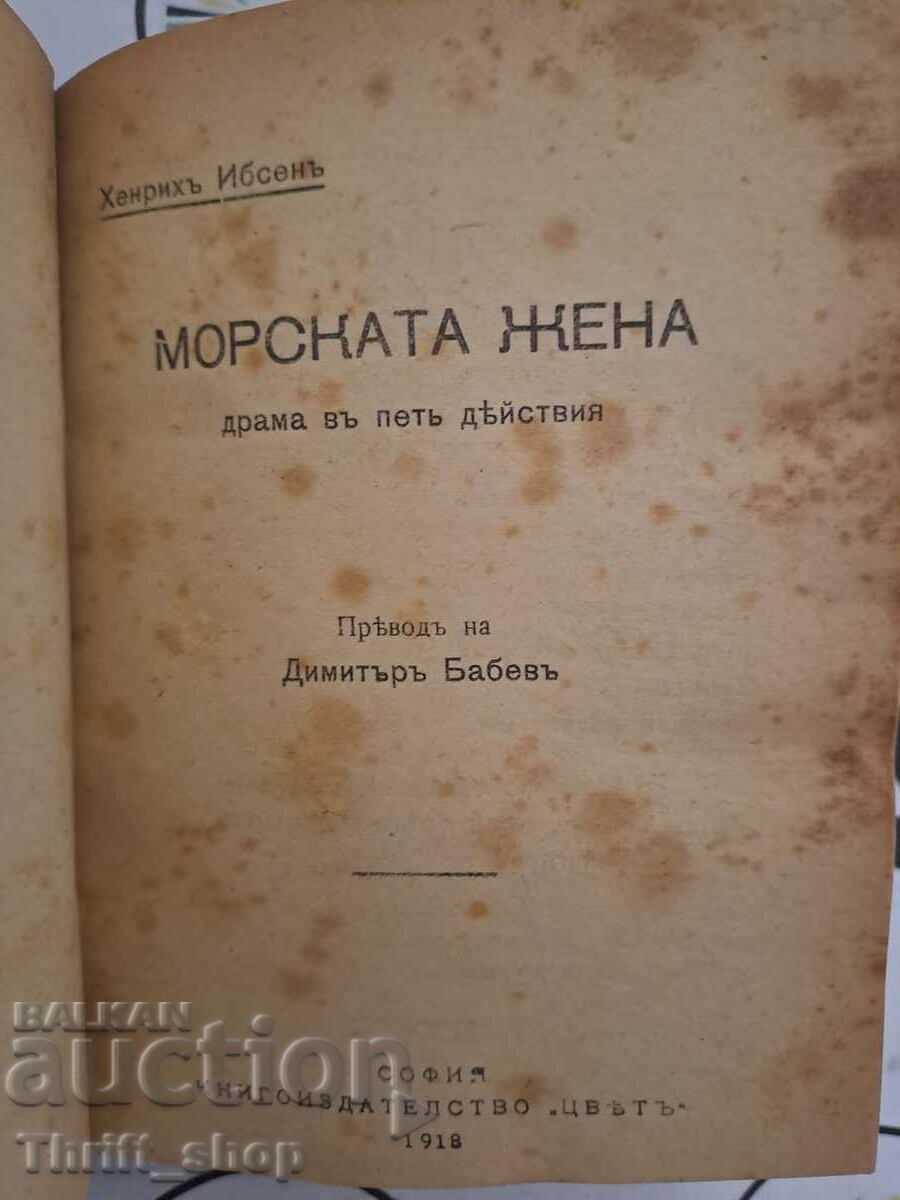 Хенрихъ Ибсенъ
МОРСКАТА ЖЕНА
драма въ петь дѣйствия
Прѣводъ на
Димитъръ Бабевъ
СОФИЯ
КНИГОИЗДАТЕЛСТВО „ЦВѢТЪ“
1918
BALKAN
auction
Thrift_shop